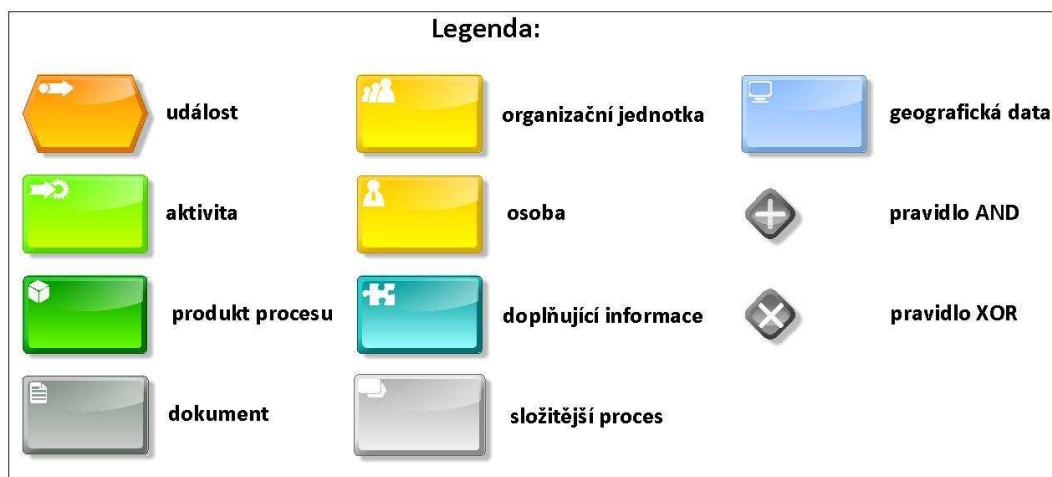 Legenda:
událost
organizační jednotka
geografická data
aktivita
osoba
pravidlo AND
produkt procesu
doplňující informace
pravidlo XOR
dokument
složitější proces